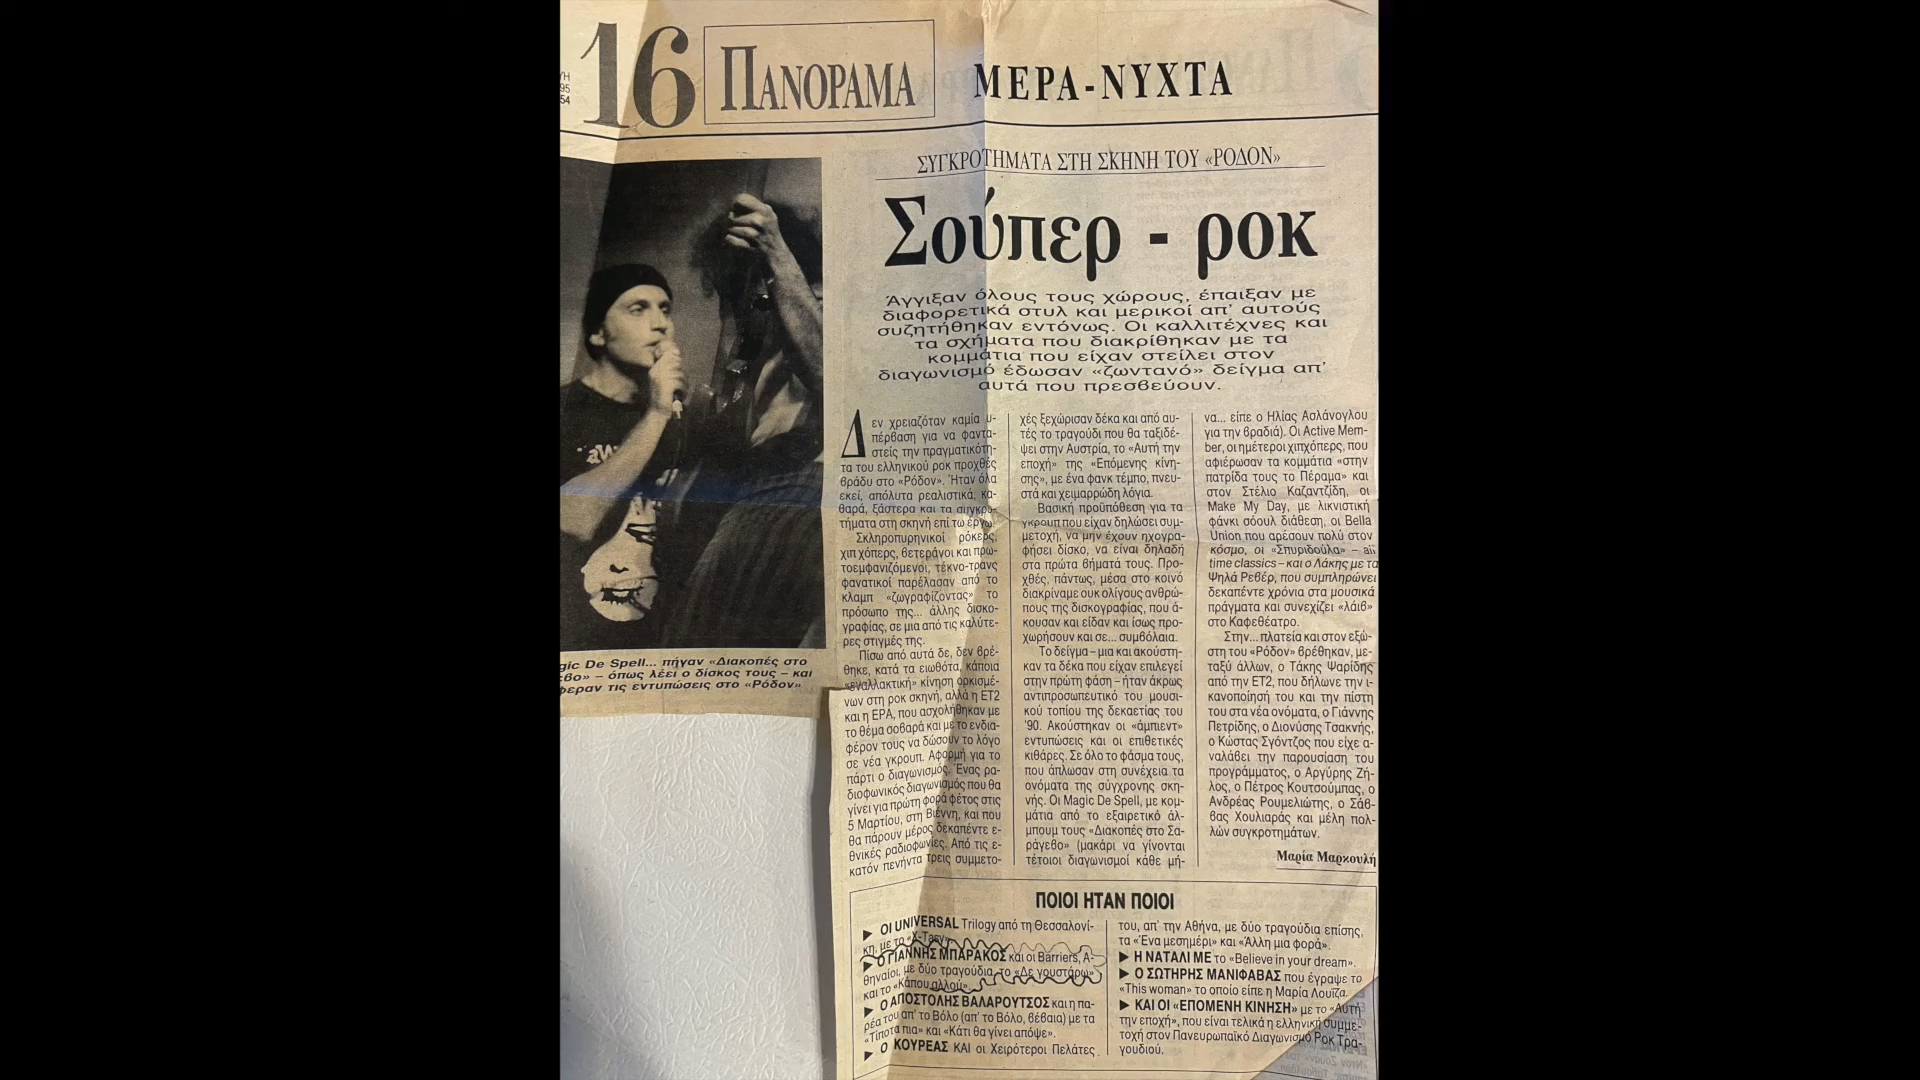 16
ΠΑΝΟΡΑΜΑ
ΜΕΡΑ-ΝΥΧΤΑ
ΥΗ
95
54
ΣΥΓΚΡΟΤΗΜΑΤΑ ΣΤΗ ΣΚΗΝΗ ΤΟΥ «ΡΟΔΟΝ»
Σούπερ - ροκ
Άγγιξαν όλους τους χώρους, έπαιξαν με
διαφορετικά στυλ και μερικοί απ' αυτούς
συζητήθηκαν εντόνως. Οι καλλιτέχνες και
τα σχήματα που διακρίθηκαν με τα
κομμάτια που είχαν στείλει στον
διαγωνισμό έδωσαν «ζωντανό» δείγμα απ'
αυτά που πρεσβεύουν.
gic De Spell... πήγαν «Διακοπές στο
εβο» – όπως λέει ο δίσκος τους – και
φεραν τις εντυπώσεις στο «Ρόδον»
Δεν χρειαζόταν καμία υ-
πέρβαση για να φαντα-
στείς την πραγματικότη-
τα του ελληνικού ροκ προχθές
βράδυ στο «Ρόδον». Ήταν όλα
εκεί, απόλυτα ρεαλιστικά, κα-
θαρά, ξάστερα και τα συγκρο-
τήματα στη σκηνή επί τω έργω.
Σκληροπυρηνικοί ρόκερς,
χιπ χόπερς, βετεράνοι και πρω-
τοεμφανιζόμενοι, τέκνο-τρανς
φανατικοί παρέλασαν από το
κλαμπ «ζωγραφίζοντας» το
πρόσωπο της... άλλης δισκο-
γραφίας, σε μια από τις καλύτε-
ρες στιγμές της.
Πίσω από αυτά δε, δεν βρέ-
θηκε, κατά τα ειωθότα, κάποια
«εναλλακτική» κίνηση ορκισμέ-
νων στη ροκ σκηνή, αλλά η ΕΤ2
και η ΕΡΑ, που ασχολήθηκαν με
το θέμα σοβαρά και με το ενδια-
φέρον τους να δώσουν το λόγο
σε νέα γκρουπ. Αφορμή για το
πάρτι ο διαγωνισμός. Ένας ρα-
διοφωνικός διαγωνισμός που θα
γίνει για πρώτη φορά φέτος στις
5 Μαρτίου, στη Βιέννη, και που
θα πάρουν μέρος δεκαπέντε ε-
θνικές ραδιοφωνίες. Από τις ε-
κατόν πενήντα τρεις συμμετο-
χές ξεχώρισαν δέκα και από αυ-
τές το τραγούδι που θα ταξιδέ-
ψει στην Αυστρία, το «Αυτή την
εποχή» της «Επόμενης κίνη-
σης», με ένα φανκ τέμπο, πνευ-
στά και χειμαρρώδη λόγια.
Βασική προϋπόθεση για τα
γκρουπ που είχαν δηλώσει συμ-
μετοχή, να μην έχουν ηχογρα-
φήσει δίσκο, να είναι δηλαδή
στα πρώτα βήματά τους. Προ-
χθές, πάντως, μέσα στο κοινό
διακρίναμε ουκ ολίγους ανθρώ-
πους της δισκογραφίας, που ά-
κουσαν και είδαν και ίσως προ-
χωρήσουν και σε... συμβόλαια.
Το δείγμα – μια και ακούστη-
καν τα δέκα που είχαν επιλεγεί
στην πρώτη φάση – ήταν άκρως
αντιπροσωπευτικό του μουσι-
κού τοπίου της δεκαετίας του
'90. Ακούστηκαν οι «άμπιεντ»
εντυπώσεις και οι επιθετικές
κιθάρες. Σε όλο το φάσμα τους,
που άπλωσαν στη συνέχεια τα
ονόματα της σύγχρονης σκη-
νής. Οι Magic De Spell, με κομ-
μάτια από το εξαιρετικό άλ-
μπουμ τους «Διακοπές στο Σα-
ράγεβο» (μακάρι να γίνονται
τέτοιοι διαγωνισμοί κάθε μή-
να... είπε ο Ηλίας Ασλάνογλου
για την βραδιά). Οι Active Mem-
ber, οι ημέτεροι χιπχόπερς, που
αφιέρωσαν τα κομμάτια «στην
πατρίδα τους το Πέραμα» και
στον Στέλιο Καζαντζίδη, οι
Make My Day, με λικνιστική
φάνκι σόουλ διάθεση, οι Bella
Union που αρέσουν πολύ στον
κόσμο, οι «Σπυριδούλα» – all
time classics – και ο Λάκης με τα
Ψηλά Ρεβέρ, που συμπληρώνει
δεκαπέντε χρόνια στα μουσικά
πράγματα και συνεχίζει «λάιβ»
στο Καφεθέατρο.
Στην... πλατεία και στον εξώ-
στη του «Ρόδον» βρέθηκαν, με-
ταξύ άλλων, ο Τάκης Ψαρίδης
από την ΕΤ2, που δήλωνε την ι-
κανοποίησή του και την πίστη
του στα νέα ονόματα, ο Γιάννης
Πετρίδης, ο Διονύσης Τσακνής,
ο Κώστας Σγόντζος που είχε α-
ναλάβει την παρουσίαση του
προγράμματος, ο Αργύρης Ζή-
λος, ο Πέτρος Κουτσούμπας, ο
Ανδρέας Ρουμελιώτης, ο Σάβ-
βας Χουλιαράς και μέλη πολ-
λών συγκροτημάτων.
Μαρία Μαρκουλή
ΠΟΙΟΙ ΗΤΑΝ ΠΟΙΟΙ
▶ ΟΙ UNIVERSAL Trilogy από τη Θεσσαλονί-
κη, με το «X-Tasy».
▶ Ο ΓΙΑΝΝΗΣ ΜΠΑΡΑΚΟΣ και οι Barriers, Α-
θηναίοι, με δύο τραγούδια, το «Δε γουστάρω»
και το «Κάπου αλλού».
▶ Ο ΑΠΟΣΤΟΛΗΣ ΒΑΛΑΡΟΥΤΣΟΣ και η πα-
ρέα του απ' το Βόλο (απ' το Βόλο, βέβαια) με τα
«Τίποτα πια» και «Κάτι θα γίνει απόψε».
▶ Ο ΚΟΥΡΕΑΣ ΚΑΙ οι Χειρότεροι Πελάτες
του, απ' την Αθήνα, με δύο τραγούδια επίσης,
τα «Ένα μεσημέρι» και «Άλλη μια φορά».
▶ Η ΝΑΤΑΛΙ ΜΕ το «Believe in your dream».
▶ Ο ΣΩΤΗΡΗΣ ΜΑΝΙΦΑΒΑΣ που έγραψε το
«This woman» το οποίο είπε η Μαρία Λουΐζα.
▶ ΚΑΙ ΟΙ «ΕΠΟΜΕΝΗ ΚΙΝΗΣΗ» με το «Αυτή
την εποχή», που είναι τελικά η ελληνική συμμε-
τοχή στον Πανευρωπαϊκό Διαγωνισμό Ροκ Τρα-
γουδιού.